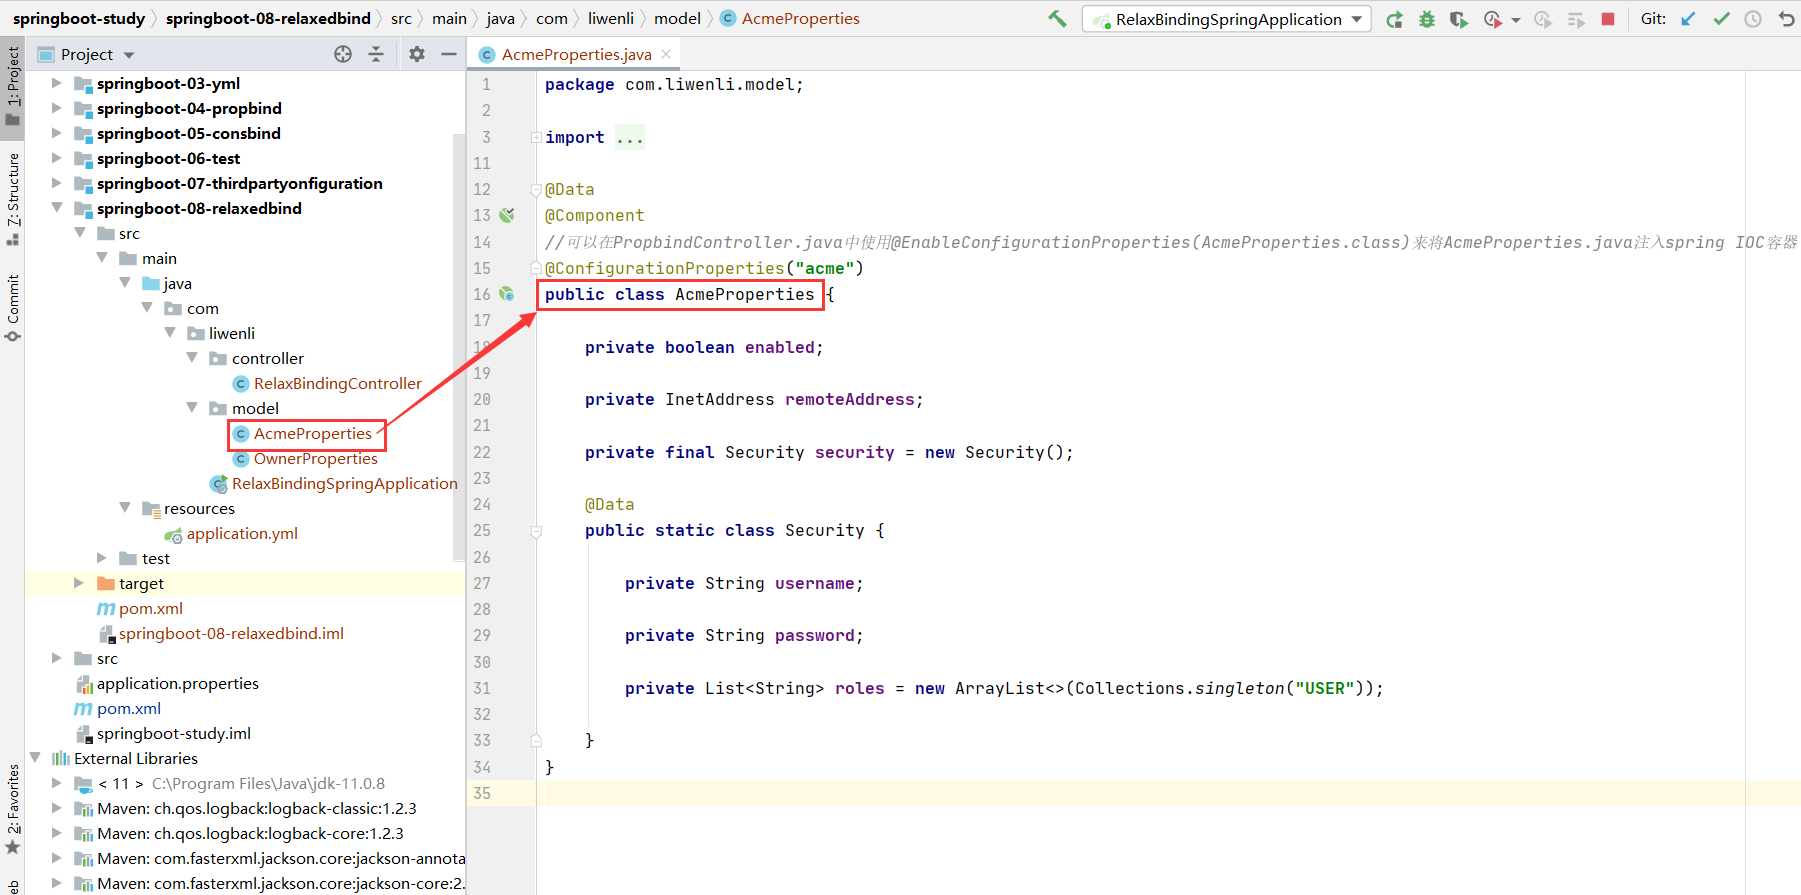 springboot-study 〉 springboot-08-relaxedbind 〉 src 〉 main 〉 java 〉 com 〉 liwenli 〉 model 〉 AcmeProperties
RelaxBindingSpringApplication
Git:
Project
AcmeProperties.java
1: Project
7: Structure
Commit
2: Favorites
eb
springboot-03-yml
springboot-04-propbind
springboot-05-consbind
springboot-06-test
springboot-07-thirdpartyonfiguration
springboot-08-relaxedbind
src
main
java
com
liwenli
controller
RelaxBindingController
model
AcmeProperties
OwnerProperties
RelaxBindingSpringApplication
resources
application.yml
test
target
pom.xml
springboot-08-relaxedbind.iml
src
application.properties
pom.xml
springboot-study.iml
External Libraries
< 11 > C:\Program Files\Java\jdk-11.0.8
Maven: ch.qos.logback:logback-classic:1.2.3
Maven: ch.qos.logback:logback-core:1.2.3
Maven: com.fasterxml.jackson.core:jackson-annota
Maven: com.fasterxml.jackson.core:jackson-core:2.
1 package com.liwenli.model;
2
3 import ...
11
12 @Data
13 @Component
14 //可以在PropbindController.java中使用@EnableConfigurationProperties(AcmeProperties.class)来将AcmeProperties.java注入spring IOC容器
15 @ConfigurationProperties("acme")
16 public class AcmeProperties {
17
18 private boolean enabled;
19
20 private InetAddress remoteAddress;
21
22 private final Security security = new Security();
23
24 @Data
25 public static class Security {
26
27 private String username;
28
29 private String password;
30
31 private List<String> roles = new ArrayList<>(Collections.singleton("USER"));
32
33 }
34 }
35